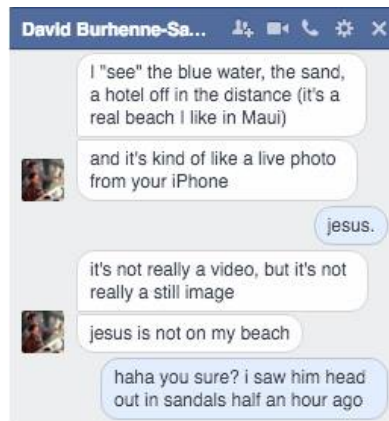 David Burhenne-Sa...
I "see" the blue water, the sand,
a hotel off in the distance (it's a
real beach I like in Maui)
and it's kind of like a live photo
from your iPhone
jesus.
it's not really a video, but it's not
really a still image
jesus is not on my beach
haha you sure? i saw him head
out in sandals half an hour ago